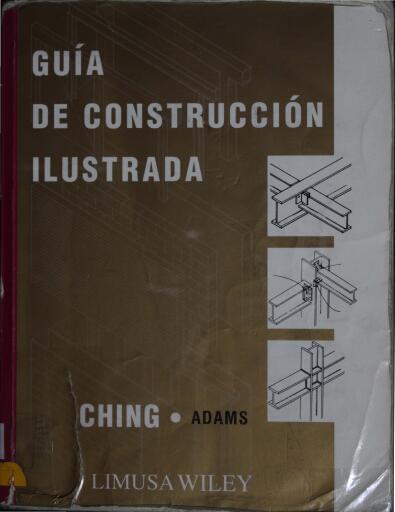 GUÍA
DE CONSTRUCCIÓN
ILUSTRADA
CHING • ADAMS
LIMUSA WILEY